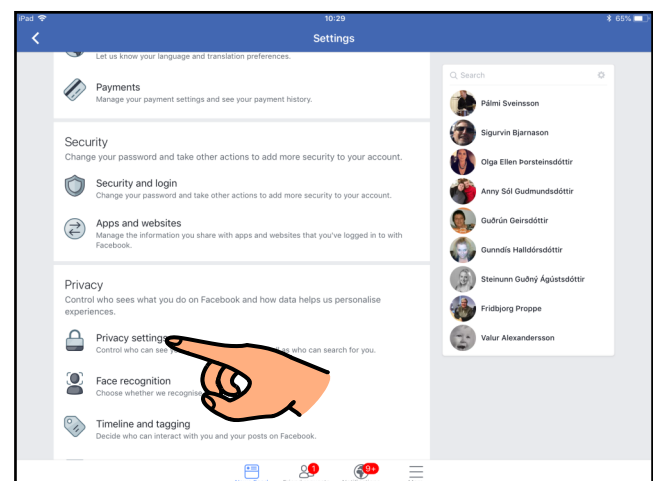 iPad 10:29 65%
Settings
Let us know your language and translation preferences.
Payments
Manage your payment settings and see your payment history.
Security
Change your password and take other actions to add more security to your account.
Security and login
Change your password and take other actions to add more security to your account.
Apps and websites
Manage the information you share with apps and websites that you've logged in to with
Facebook.
Privacy
Control who sees what you do on Facebook and how data helps us personalise
experiences.
Privacy settings
Control who can see as who can search for you.
Face recognition
Choose whether we recognise
Timeline and tagging
Decide who can interact with you and your posts on Facebook.
Search
Pálmi Sveinsson
Sigurvin Bjarnason
Olga Ellen Þorsteinsdóttir
Anny Sól Gudmundsdóttir
Guðrún Geirsdóttir
Gunndís Halldórsdóttir
Steinunn Guðný Ágústsdóttir
Fridbjorg Proppe
Valur Alexandersson
1
9+